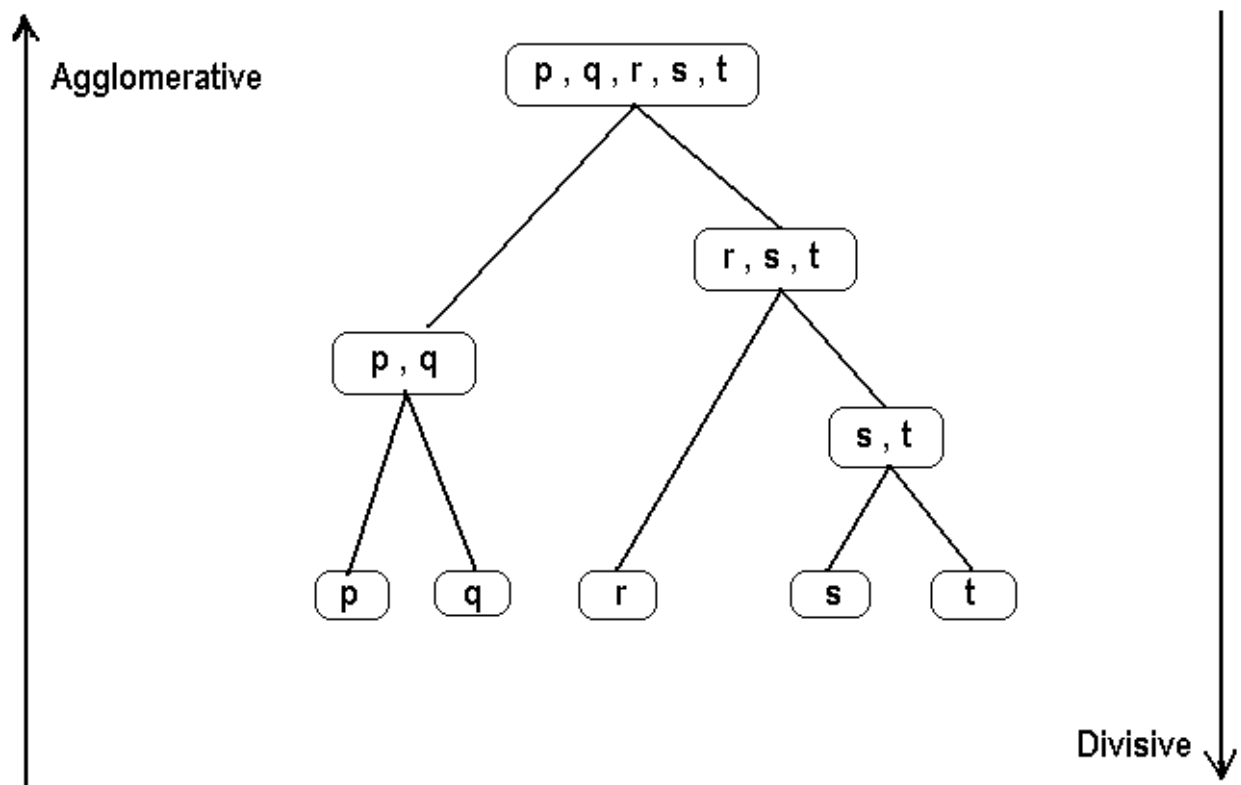 Agglomerative
p , q , r , s , t
r , s , t
p , q
s , t
p
q
r
s
t
Divisive